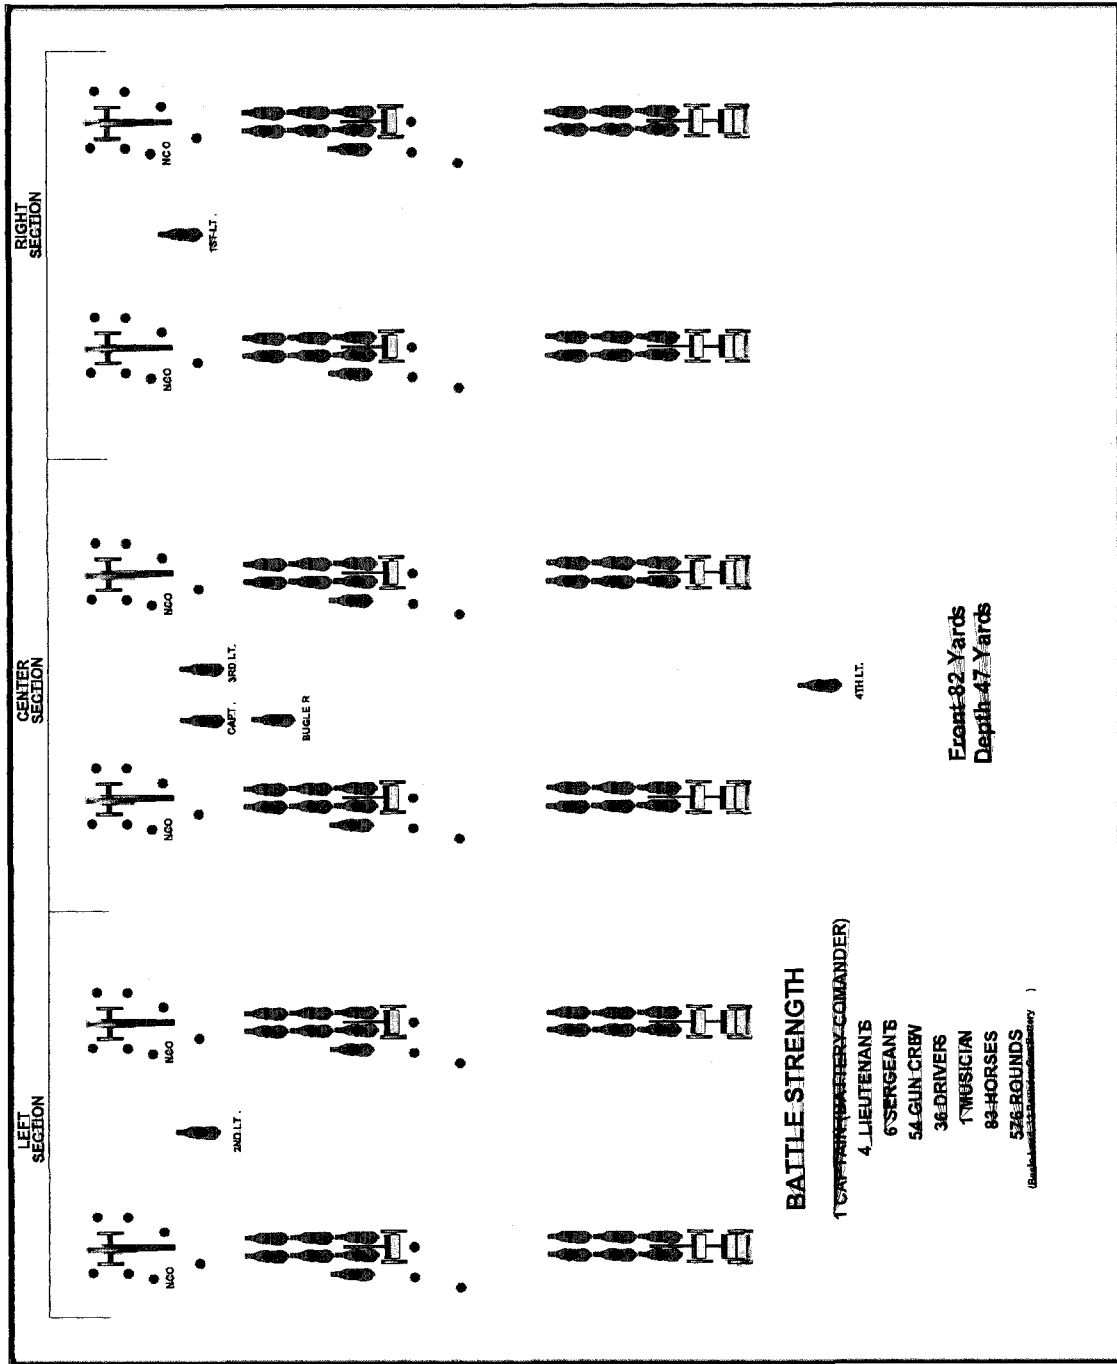 LEFT
SECTION
CENTER
SECTION
RIGHT
SECTION
NCO
NCO
NCO
NCO
NCO
NCO
2ND LT.
CAPT.
3RD LT.
1ST LT.
BUGLE R
4TH LT.
BATTLE STRENGTH
1 CAPTAIN (BATTERY COMANDER)
4 LIEUTENANTS
6 SERGEANTS
54 GUN CREW
36 DRIVERS
1 MUSICIAN
83 HORSES
576 ROUNDS
Battery )
Front 82 Yards
Depth 47 Yards